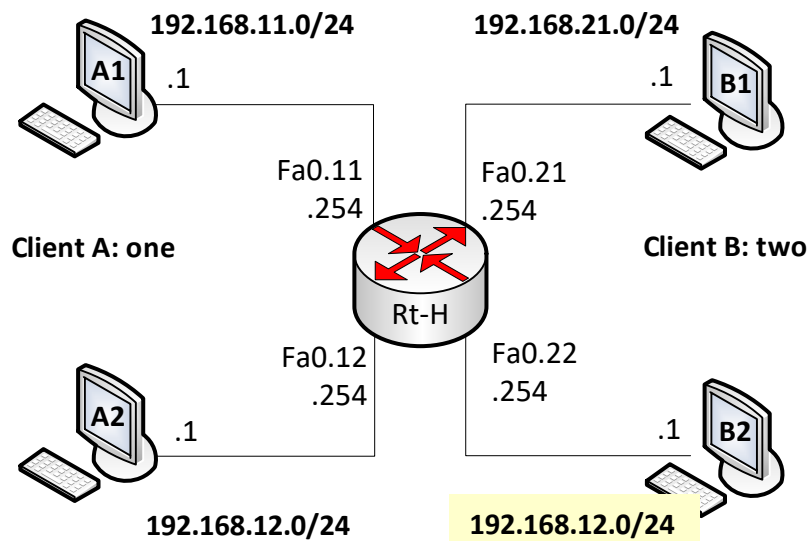 192.168.11.0/24
192.168.21.0/24
A1
.1
.1
B1
Fa0.11
.254
Fa0.21
.254
Client A: one
Client B: two
Rt-H
Fa0.12
.254
Fa0.22
.254
A2
.1
.1
B2
192.168.12.0/24
192.168.12.0/24